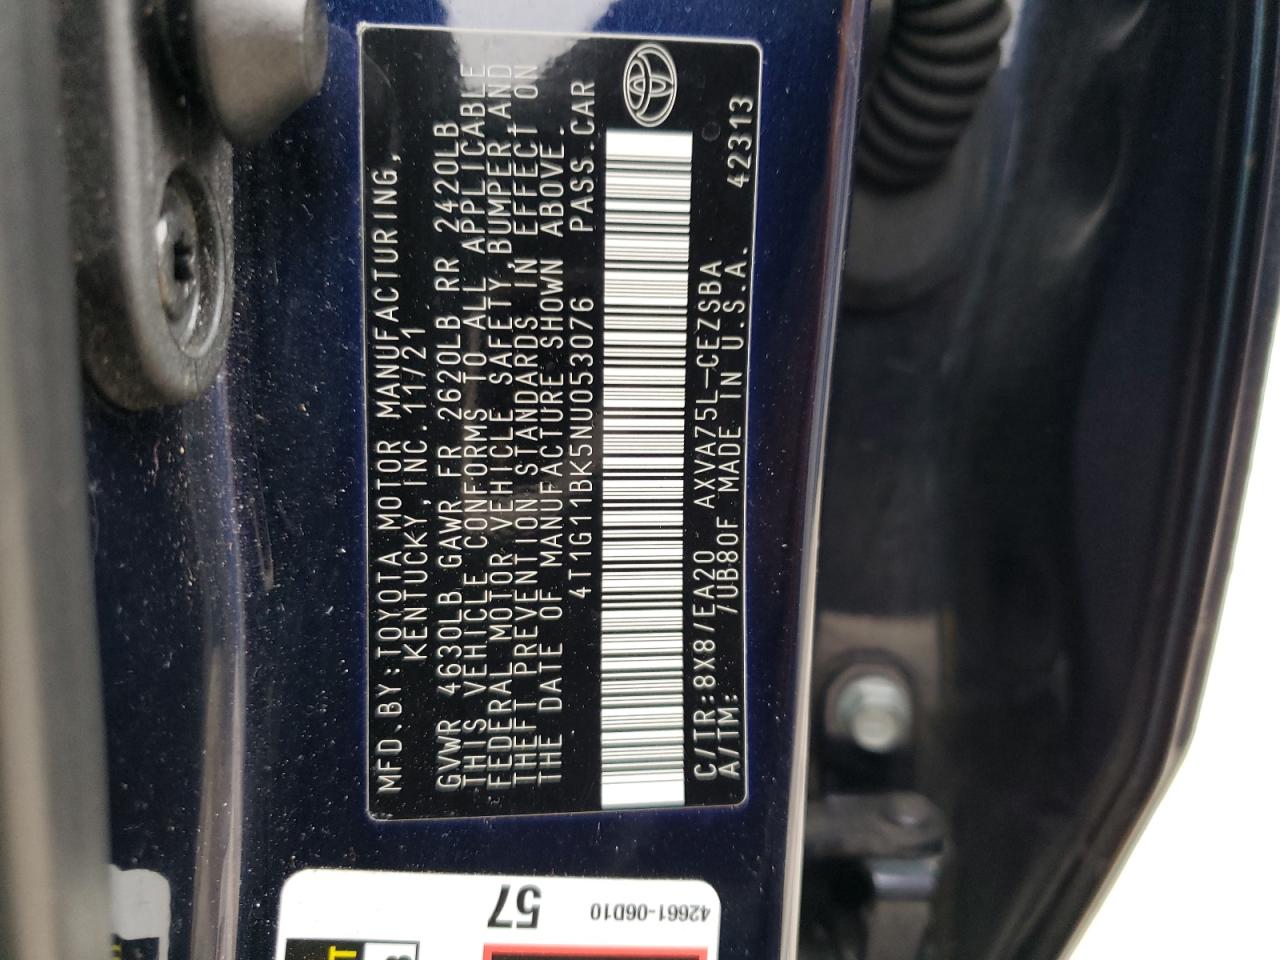 MFD.BY:TOYOTA MOTOR MANUFACTURING,
KENTUCKY, INC. 11/21
GVWR 4630LB GAWR FR 2620LB RR 2420LB
THIS VEHICLE CONFORMS TO ALL APPLICABLE
FEDERAL MOTOR VEHICLE SAFETY, BUMPER, AND
THEFT PREVENTION STANDARDS IN EFFECT ON
THE DATE OF MANUFACTURE SHOWN ABOVE.
4T1G11BK5NU053076 PASS.CAR
C/TR:8X8/EA20 AXVA75L-CEZSBA
A/TM: /UB80F MADE IN U.S.A. 42313
57
42661-06D10